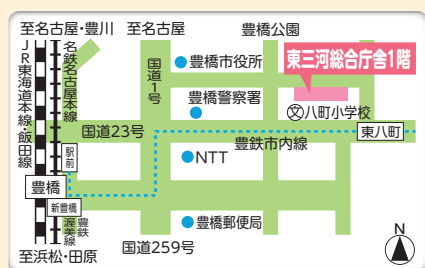 至名古屋・豊川
至名古屋
豊橋公園
JR東海道本線・飯田線
名鉄名古屋本線
国道1号
豊橋市役所
東三河総合庁舎1階
豊橋警察署
文八町小学校
国道23号
豊鉄市内線
東八町
駅前
NTT
豊橋
新豊橋
豊鉄渥美線
豊橋郵便局
至浜松・田原
国道259号
N